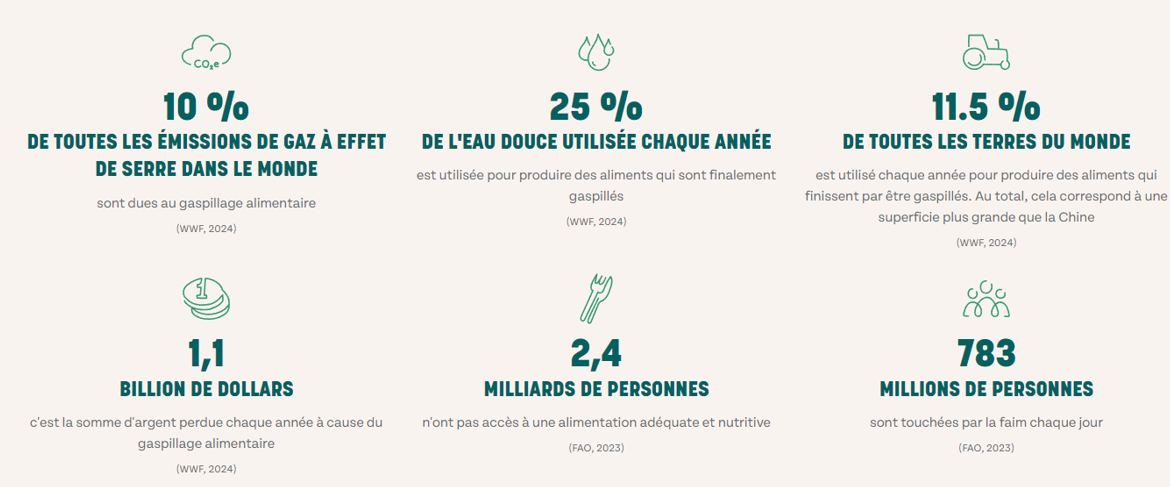 CO₂e
10 %
DE TOUTES LES ÉMISSIONS DE GAZ À EFFET
DE SERRE DANS LE MONDE
sont dues au gaspillage alimentaire
(WWF, 2024)
25 %
DE L'EAU DOUCE UTILISÉE CHAQUE ANNÉE
est utilisée pour produire des aliments qui sont finalement
gaspillés
(WWF, 2024)
11.5 %
DE TOUTES LES TERRES DU MONDE
est utilisé chaque année pour produire des aliments qui
finissent par être gaspillés. Au total, cela correspond à une
superficie plus grande que la Chine
(WWF, 2024)
1
1,1
BILLION DE DOLLARS
c'est la somme d'argent perdue chaque année à cause du
gaspillage alimentaire
(WWF, 2024)
2,4
MILLIARDS DE PERSONNES
n'ont pas accès à une alimentation adéquate et nutritive
(FAO, 2023)
783
MILLIONS DE PERSONNES
sont touchées par la faim chaque jour
(FAO, 2023)